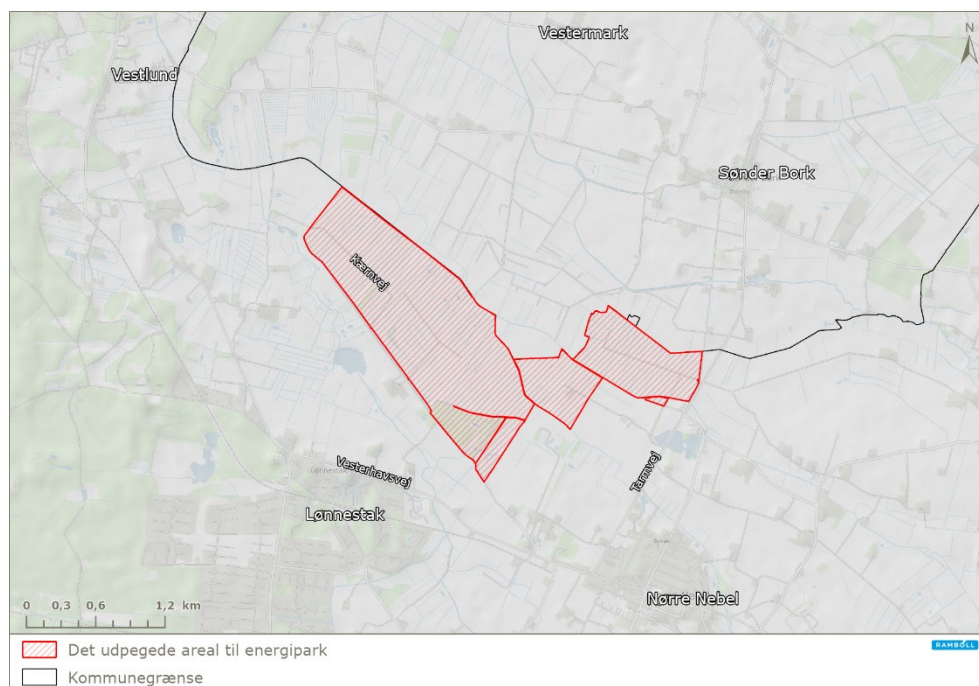 Vestermark
N
Vestlund
Sønder Bork
Kærnvej
Vesterhavsvej
Tarmvej
Lønnestak
Nørre Nebel
0 0,3 0,6 1,2 km
Det udpegede areal til energipark
RAMBOLL
Kommunegrænse